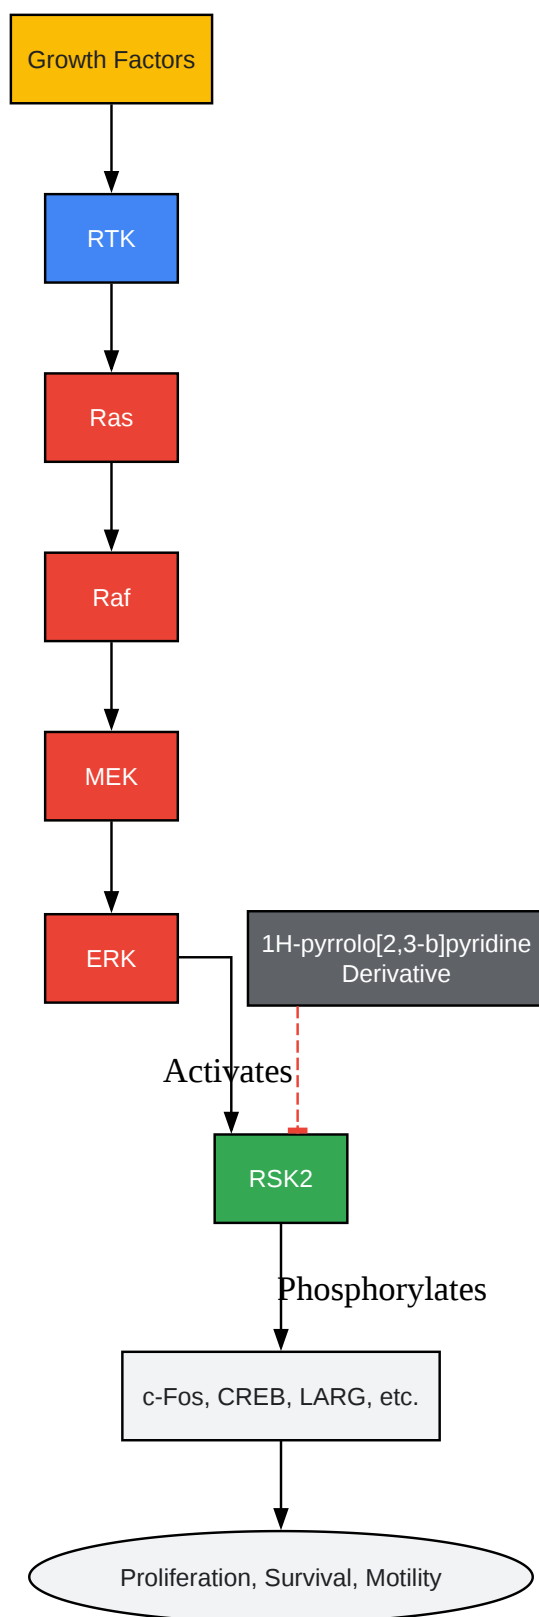 Growth Factors
RTK
Ras
Raf
MEK
ERK
1H-pyrrolo[2,3-b]pyridine
Derivative
Activates
RSK2
Phosphorylates
c-Fos, CREB, LARG, etc.
Proliferation, Survival, Motility